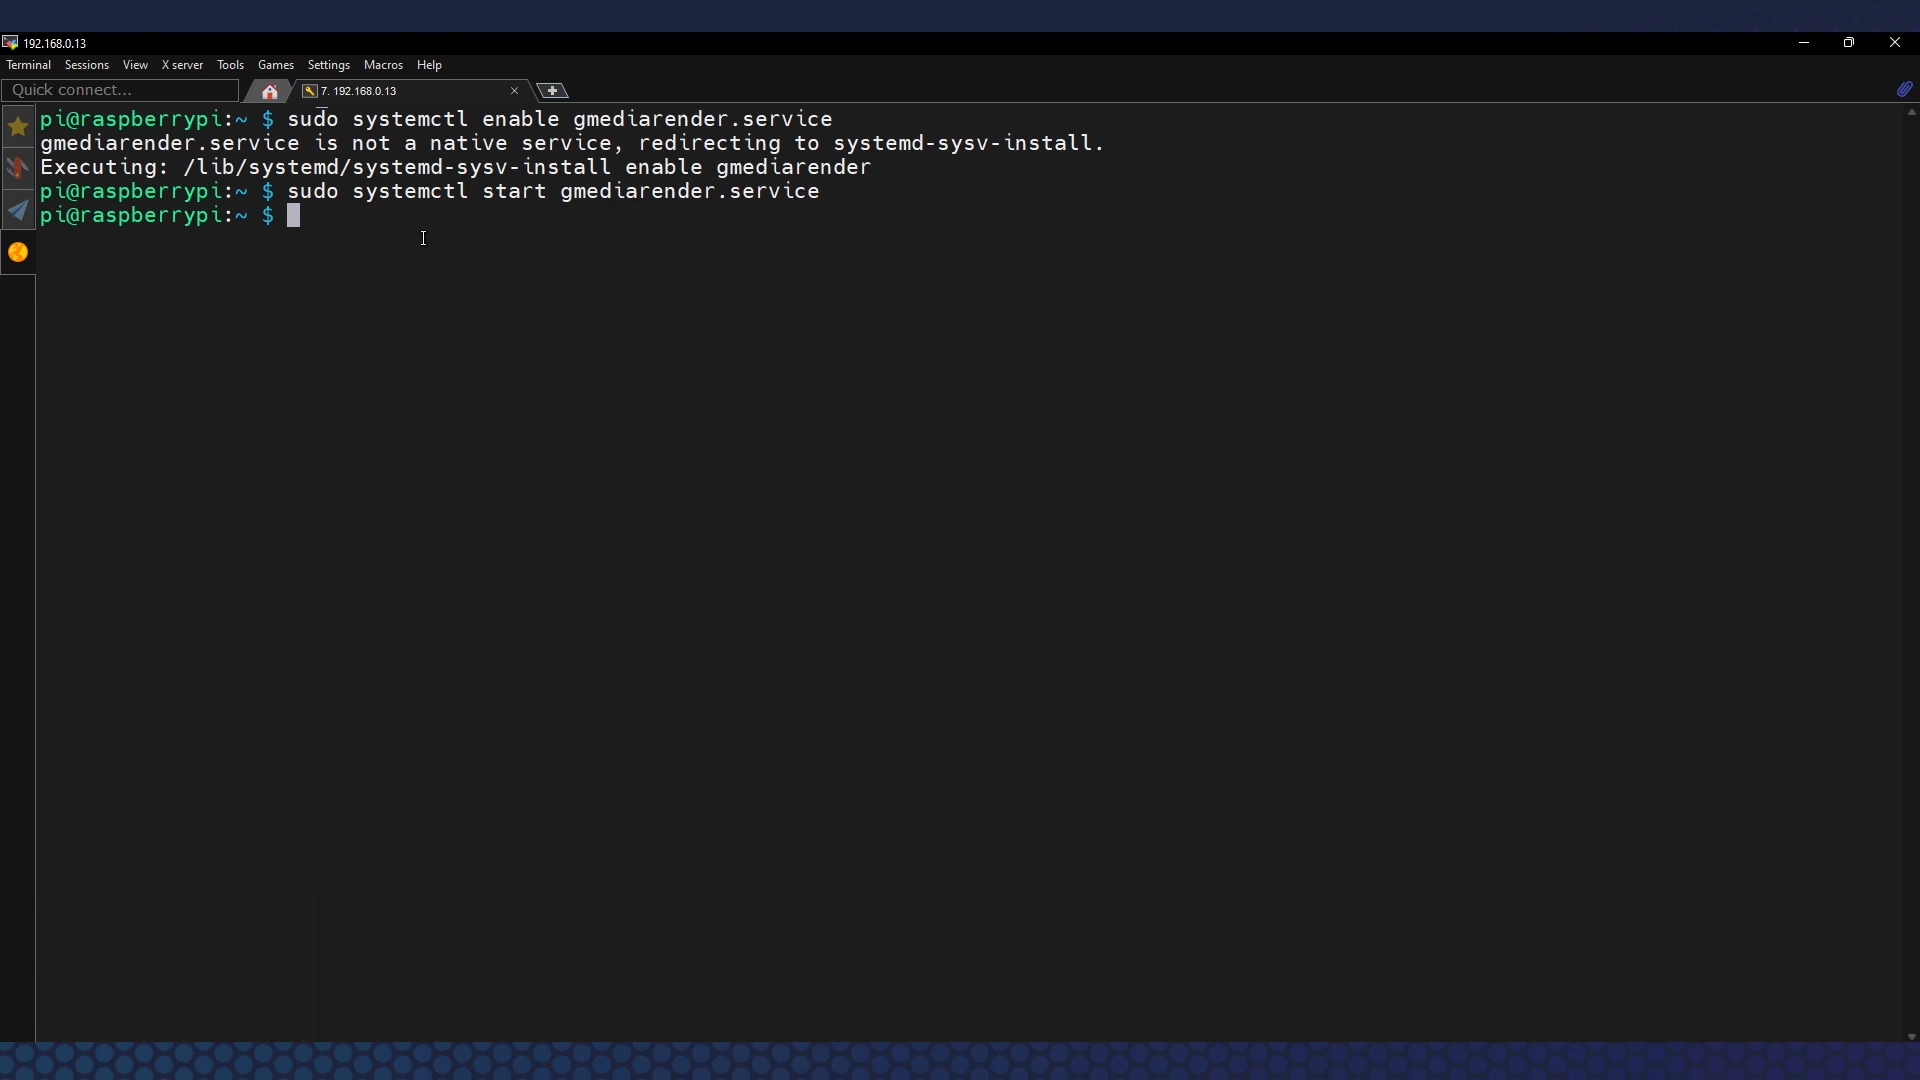 192.168.0.13
Terminal Sessions View X server Tools Games Settings Macros Help
Quick connect...
7. 192.168.0.13
pi@raspberrypi:~ $ sudo systemctl enable gmediarender.service
gmediarender.service is not a native service, redirecting to systemd-sysv-install.
Executing: /lib/systemd/systemd-sysv-install enable gmediarender
pi@raspberrypi:~ $ sudo systemctl start gmediarender.service
pi@raspberrypi:~ $